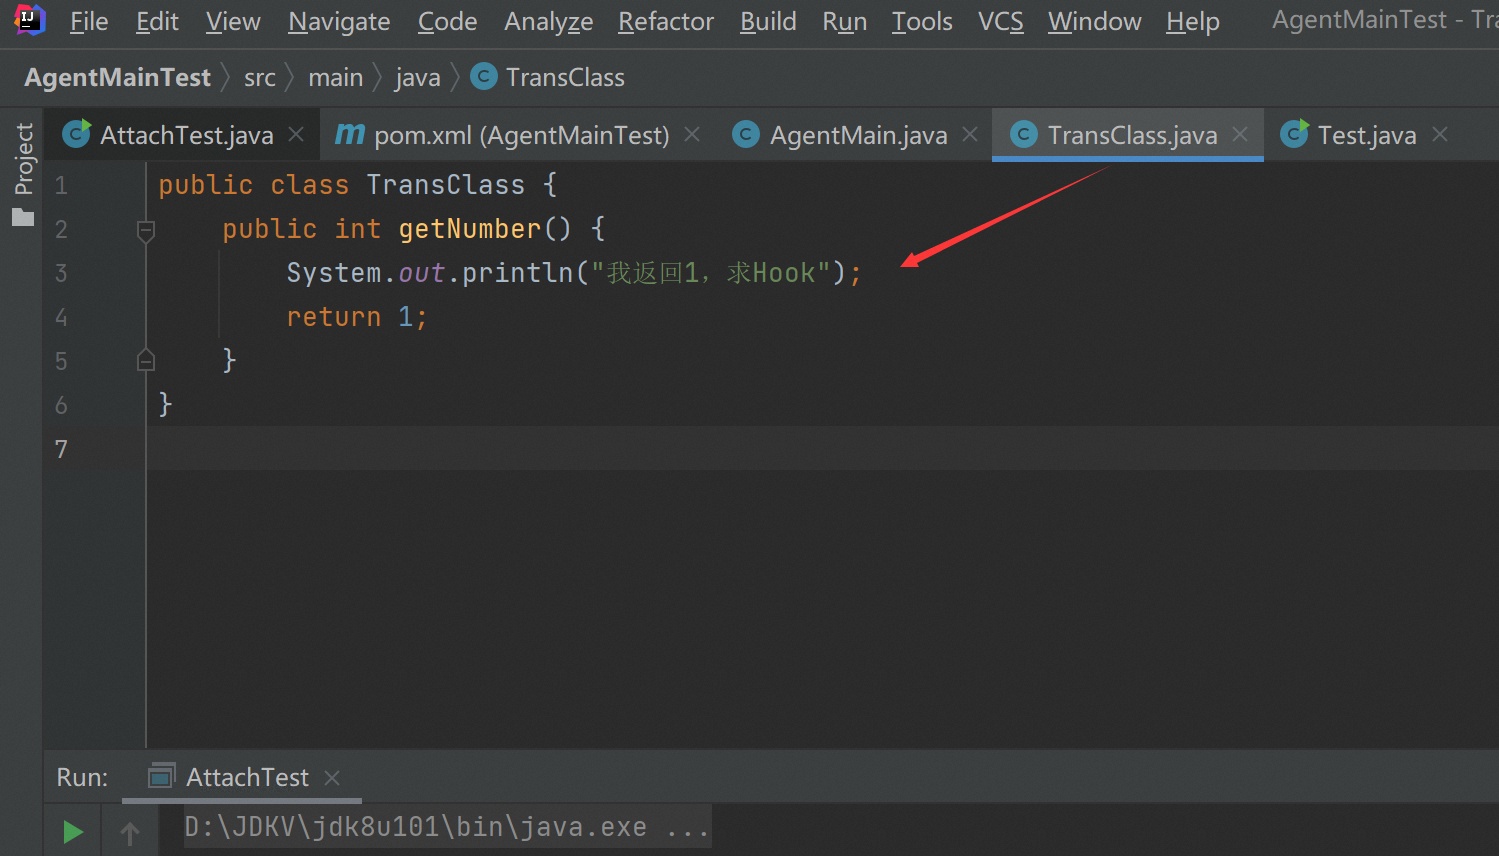 File Edit View Navigate Code Analyze Refactor Build Run Tools VCS Window Help AgentMainTest - Tra
AgentMainTest src main java TransClass
AttachTest.java pom.xml (AgentMainTest) AgentMain.java TransClass.java Test.java
Project
1 public class TransClass {
2 public int getNumber() {
3 System.out.println("我返回1，求Hook");
4 return 1;
5 }
6 }
7
Run: AttachTest
D:\JDKV\jdk8u101\bin\java.exe ...